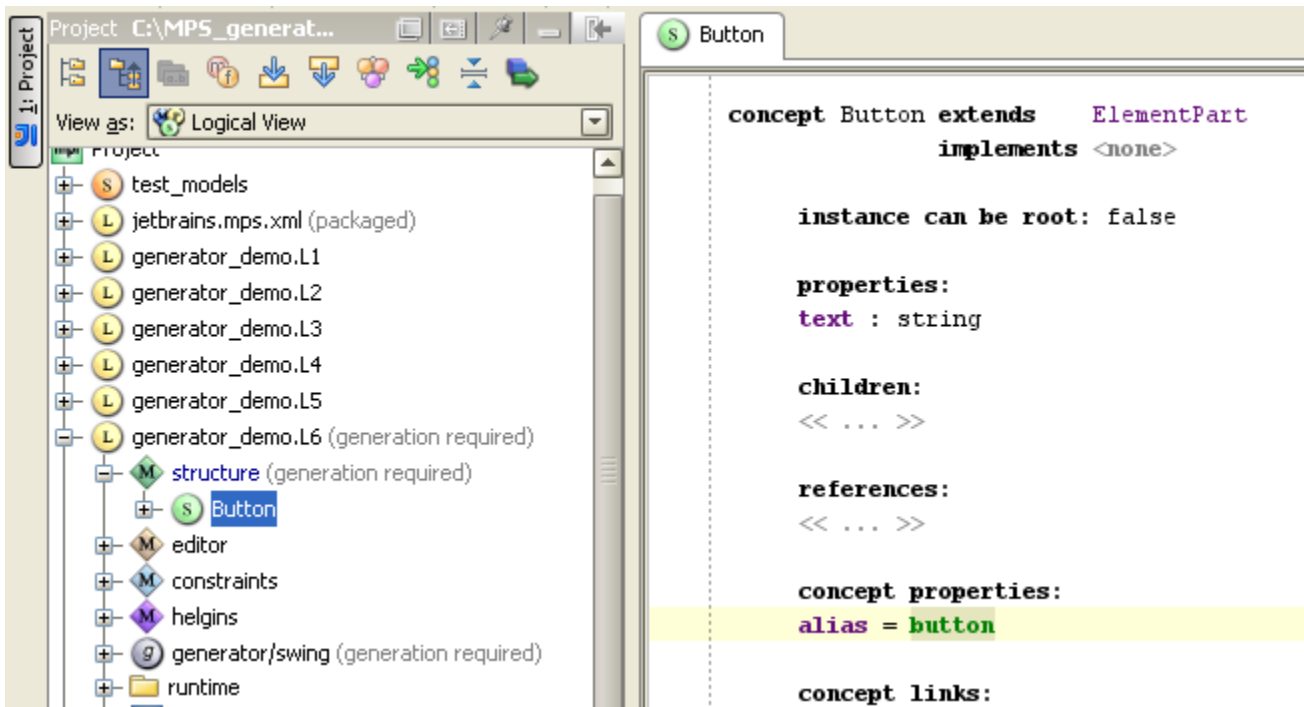 1: Project
Project C:\MPS_generat...
View as: Logical View
Project
test_models
jetbrains.mps.xml (packaged)
generator_demo.L1
generator_demo.L2
generator_demo.L3
generator_demo.L4
generator_demo.L5
generator_demo.L6 (generation required)
structure (generation required)
S Button
M editor
M constraints
M helgins
g generator/swing (generation required)
runtime
S Button
concept Button extends ElementPart
implements <none>
instance can be root: false
properties:
text : string
children:
<< ... >>
references:
<< ... >>
concept properties:
alias = button
concept links: